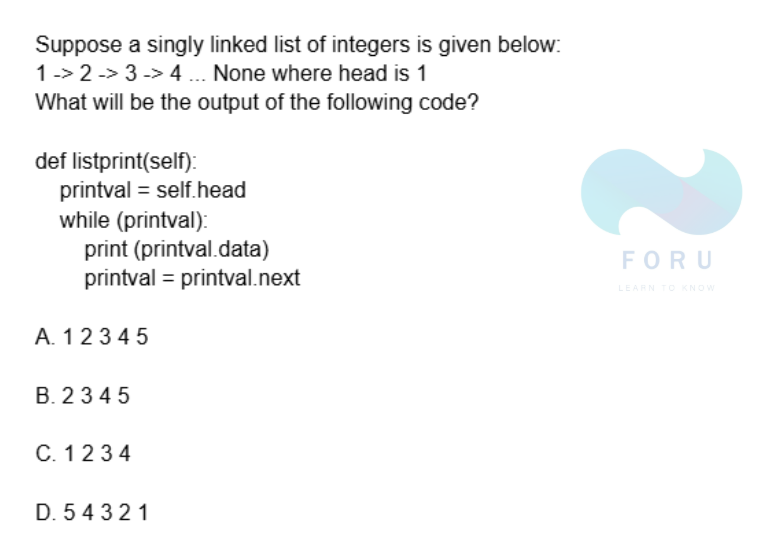 Suppose a singly linked list of integers is given below:
1 -> 2 -> 3 -> 4 ... None where head is 1
What will be the output of the following code?
def listprint(self):
printval = self.head
while (printval):
print (printval.data)
printval = printval.next
FORU
LEARN TO KNOW
A. 1 2 3 4 5
B. 2 3 4 5
C. 1 2 3 4
D. 5 4 3 2 1